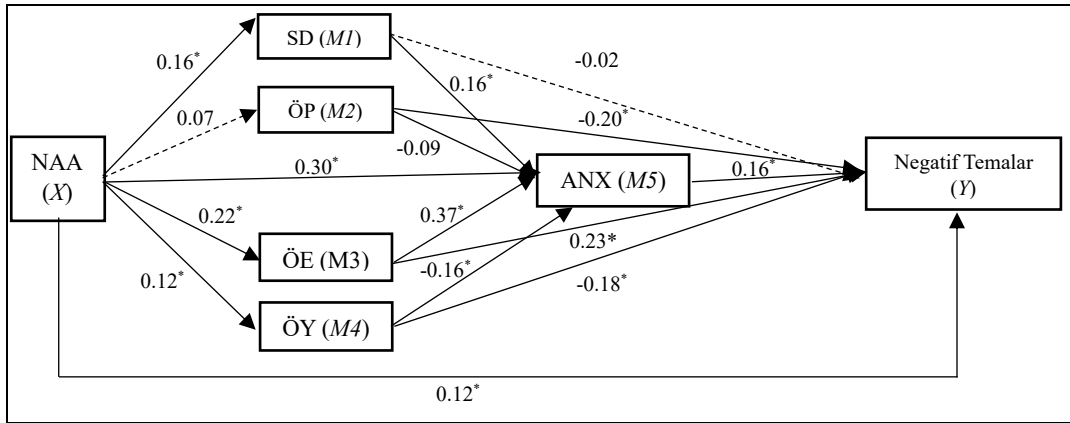 SD (M1)
-0.02
0.16*
0.16*
ÖP (M2)
0.07
-0.20*
-0.09
NAA
(X)
0.30*
ANX (M5)
0.16*
Negatif Temalar
(Y)
0.22*
0.37*
ÖE (M3)
0.23*
-0.16*
0.12*
-0.18*
ÖY (M4)
0.12*